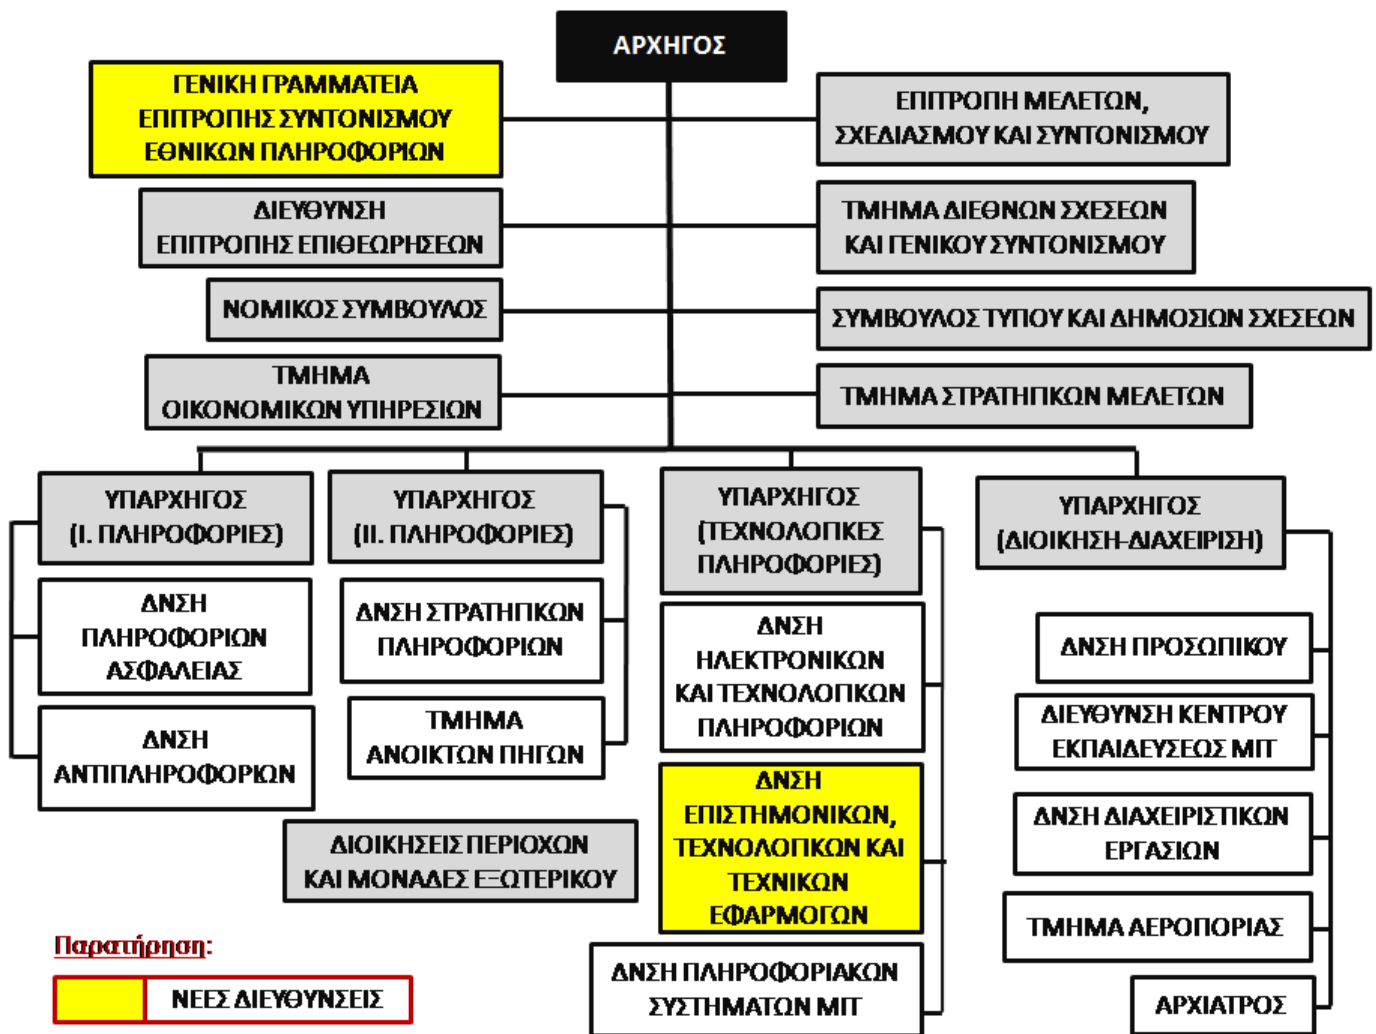 ΑΡΧΗΓΟΣ
ΓΕΝΙΚΗ ΓΡΑΜΜΑΤΕΙΑ
ΕΠΙΤΡΟΠΗΣ ΣΥΝΤΟΝΙΣΜΟΥ
ΕΘΝΙΚΩΝ ΠΛΗΡΟΦΟΡΙΩΝ
ΕΠΙΤΡΟΠΗ ΜΕΛΕΤΩΝ,
ΣΧΕΔΙΑΣΜΟΥ ΚΑΙ ΣΥΝΤΟΝΙΣΜΟΥ
ΔΙΕΥΘΥΝΣΗ
ΕΠΙΤΡΟΠΗΣ ΕΠΙΘΕΩΡΗΣΕΩΝ
ΤΜΗΜΑ ΔΙΕΘΝΩΝ ΣΧΕΣΕΩΝ
ΚΑΙ ΓΕΝΙΚΟΥ ΣΥΝΤΟΝΙΣΜΟΥ
ΝΟΜΙΚΟΣ ΣΥΜΒΟΥΛΟΣ
ΣΥΜΒΟΥΛΟΣ ΤΥΠΟΥ ΚΑΙ ΔΗΜΟΣΙΩΝ ΣΧΕΣΕΩΝ
ΤΜΗΜΑ
ΟΙΚΟΝΟΜΙΚΩΝ ΥΠΗΡΕΣΙΩΝ
ΤΜΗΜΑ ΣΤΡΑΤΗΓΙΚΩΝ ΜΕΛΕΤΩΝ
ΥΠΑΡΧΗΓΟΣ
(Ι. ΠΛΗΡΟΦΟΡΙΕΣ)
ΔΝΣΗ
ΠΛΗΡΟΦΟΡΙΩΝ
ΑΣΦΑΛΕΙΑΣ
ΔΝΣΗ
ΑΝΤΙΠΛΗΡΟΦΟΡΙΩΝ
ΥΠΑΡΧΗΓΟΣ
(ΙΙ. ΠΛΗΡΟΦΟΡΙΕΣ)
ΔΝΣΗ ΣΤΡΑΤΗΓΙΚΩΝ
ΠΛΗΡΟΦΟΡΙΩΝ
ΤΜΗΜΑ
ΑΝΟΙΚΤΩΝ ΠΗΓΩΝ
ΔΙΟΙΚΗΣΕΙΣ ΠΕΡΙΟΧΩΝ
ΚΑΙ ΜΟΝΑΔΕΣ ΕΞΩΤΕΡΙΚΟΥ
ΥΠΑΡΧΗΓΟΣ
(ΤΕΧΝΟΛΟΓΙΚΕΣ
ΠΛΗΡΟΦΟΡΙΕΣ)
ΔΝΣΗ
ΗΛΕΚΤΡΟΝΙΚΩΝ
ΚΑΙ ΤΕΧΝΟΛΟΓΙΚΩΝ
ΠΛΗΡΟΦΟΡΙΩΝ
ΔΝΣΗ
ΕΠΙΣΤΗΜΟΝΙΚΩΝ,
ΤΕΧΝΟΛΟΓΙΚΩΝ ΚΑΙ
ΤΕΧΝΙΚΩΝ
ΕΦΑΡΜΟΓΩΝ
ΔΝΣΗ ΠΛΗΡΟΦΟΡΙΑΚΩΝ
ΣΥΣΤΗΜΑΤΩΝ ΜΙΤ
ΥΠΑΡΧΗΓΟΣ
(ΔΙΟΙΚΗΣΗ-ΔΙΑΧΕΙΡΙΣΗ)
ΔΝΣΗ ΠΡΟΣΩΠΙΚΟΥ
ΔΙΕΥΘΥΝΣΗ ΚΕΝΤΡΟΥ
ΕΚΠΑΙΔΕΥΣΕΩΣ ΜΙΤ
ΔΝΣΗ ΔΙΑΧΕΙΡΙΣΤΙΚΩΝ
ΕΡΓΑΣΙΩΝ
ΤΜΗΜΑ ΑΕΡΟΠΟΡΙΑΣ
ΑΡΧΙΑΤΡΟΣ
Παρατήρηση:
ΝΕΕΣ ΔΙΕΥΘΥΝΣΕΙΣ